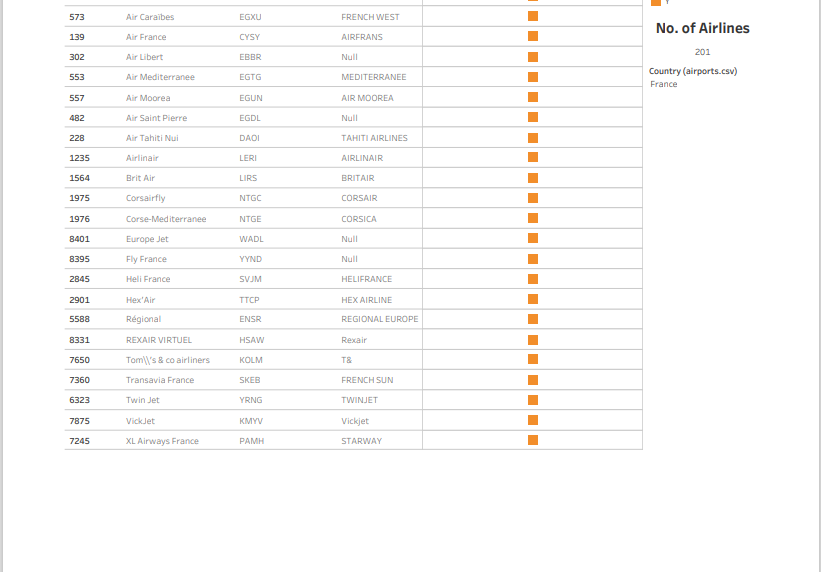 Y
573 Air Caraïbes EGXU FRENCH WEST
139 Air France CYSY AIRFRANS
302 Air Libert EBBR Null
553 Air Mediterranee EGTG MEDITERRANEE
557 Air Moorea EGUN AIR MOOREA
482 Air Saint Pierre EGDL Null
228 Air Tahiti Nui DAOI TAHITI AIRLINES
1235 Airlinair LERI AIRLINAIR
1564 Brit Air LIRS BRITAIR
1975 Corsairfly NTGC CORSAIR
1976 Corse-Mediterranee NTGE CORSICA
8401 Europe Jet WADL Null
8395 Fly France YYND Null
2845 Heli France SVJM HELIFRANCE
2901 Hex'Air TTCP HEX AIRLINE
5588 Régional ENSR REGIONAL EUROPE
8331 REXAIR VIRTUEL HSAW Rexair
7650 Tom\\'s & co airliners KOLM T&
7360 Transavia France SKEB FRENCH SUN
6323 Twin Jet YRNG TWINJET
7875 VickJet KMYV Vickjet
7245 XL Airways France PAMH STARWAY
No. of Airlines
201
Country (airports.csv)
France